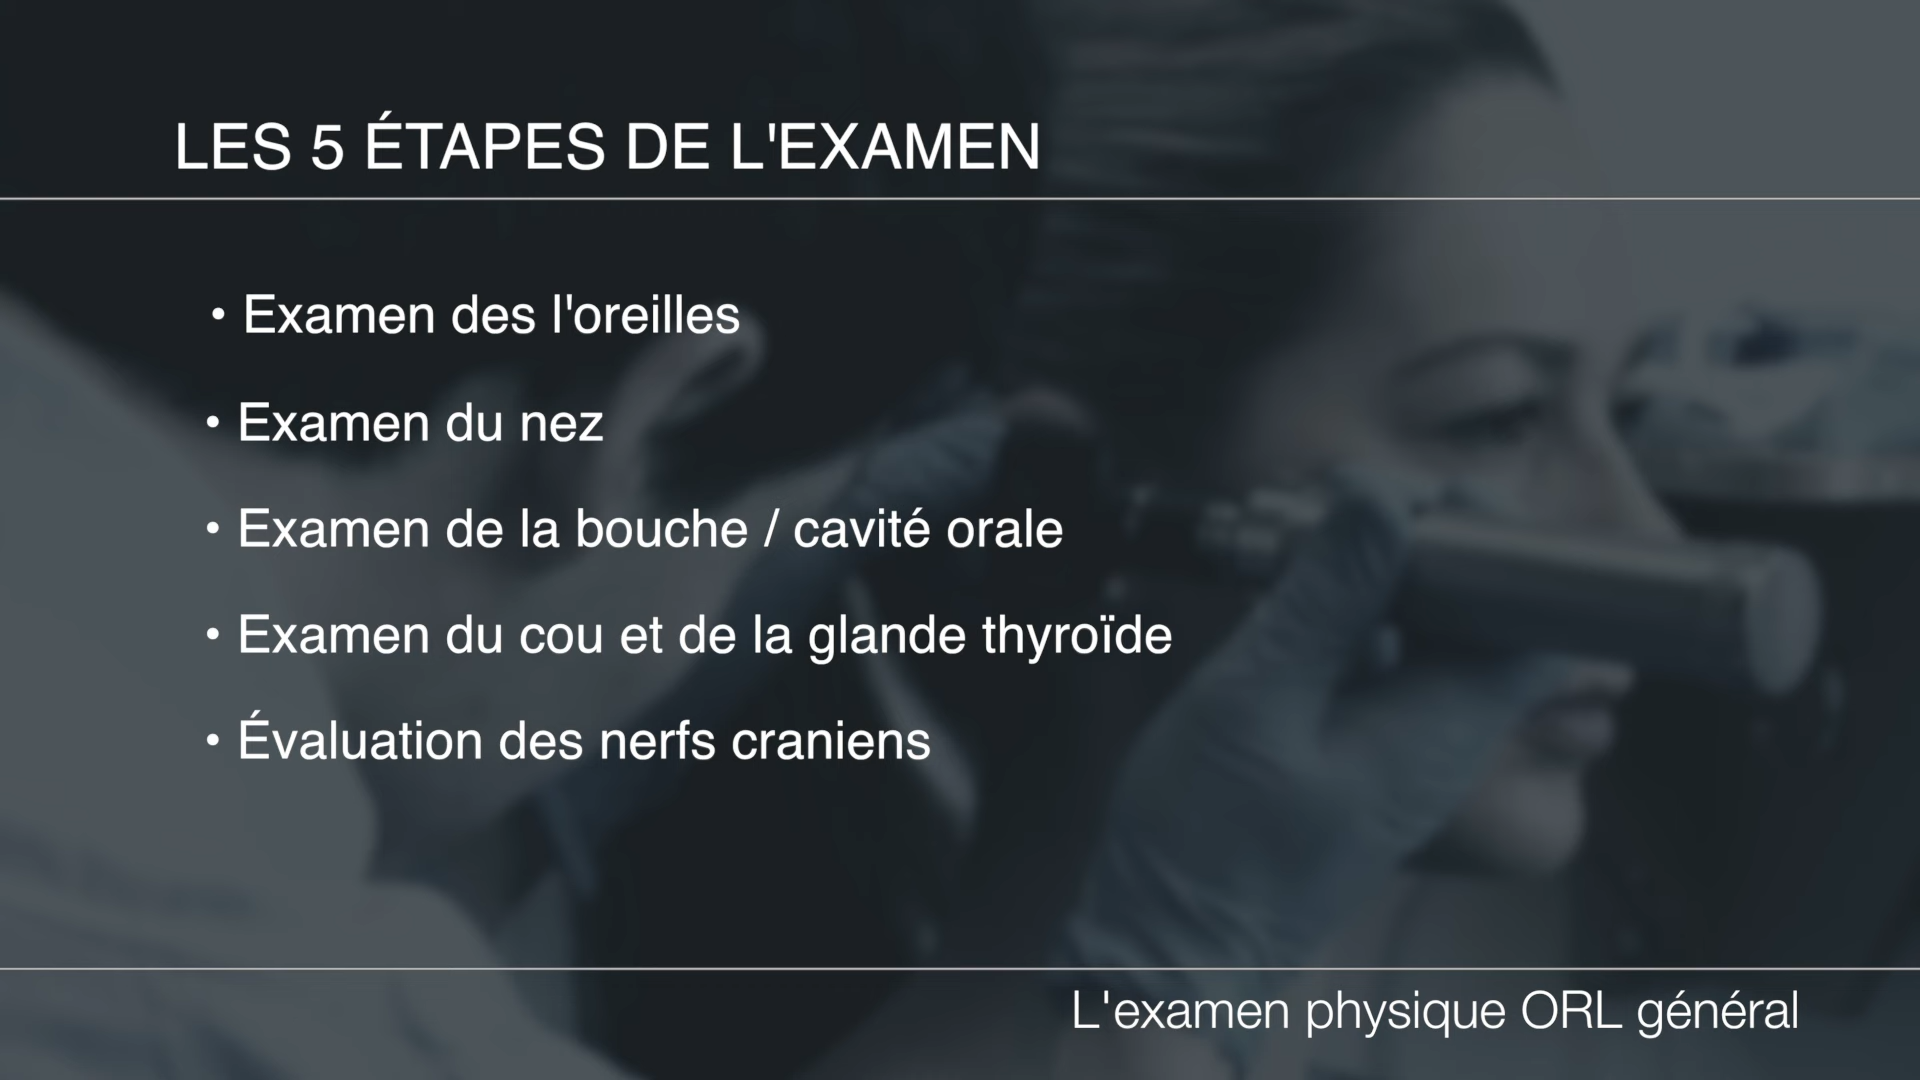 LES 5 ÉTAPES DE L'EXAMEN
• Examen des l'oreilles
• Examen du nez
• Examen de la bouche / cavité orale
• Examen du cou et de la glande thyroïde
• Évaluation des nerfs craniens
L'examen physique ORL général